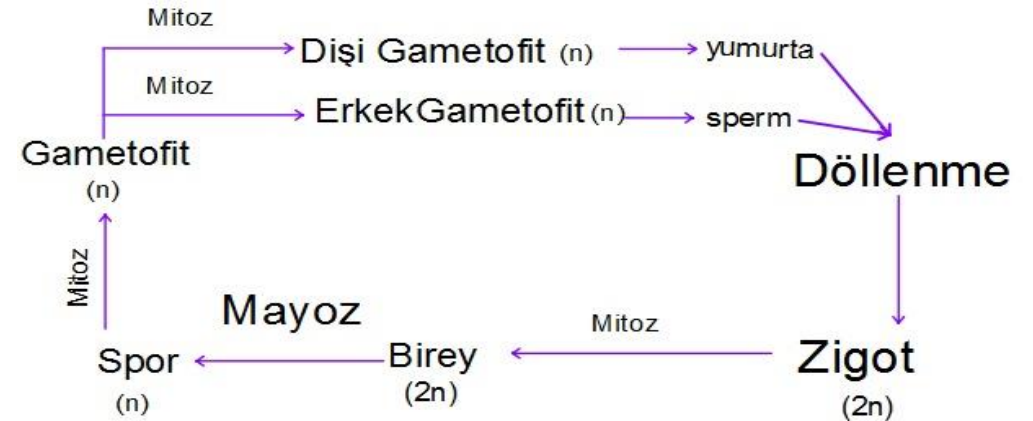 Mitoz
Dişi Gametofit (n)
yumurta
Mitoz
ErkekGametofit (n)
sperm
Gametofit
(n)
Döllenme
Mitoz
Mayoz
Mitoz
Spor
(n)
Birey
(2n)
Zigot
(2n)